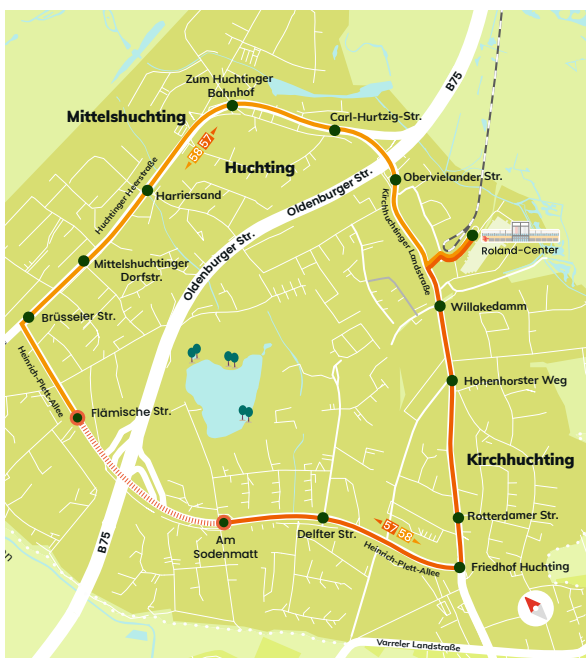 B75
Zum Huchtinger
Bahnhof
Mittelshuchting
Carl-Hurtzig-Str.
58 57
Huchting
Huchtinger Heerstraße
Obervielander Str.
Oldenburger Str.
Harriersand
Kirchhuchtinger Landstraße
Roland-Center
Oldenburger Str.
Mittelshuchtinger
Dorfstr.
Willakedamm
Brüsseler Str.
Heinrich-Plett-Allee
Hohenhorster Weg
Flämische Str.
Kirchhuchting
Rotterdamer Str.
57 58
Delfter Str.
Am
Sodenmatt
B75
Heinrich-Plett-Allee
Friedhof Huchting
Varreler Landstraße